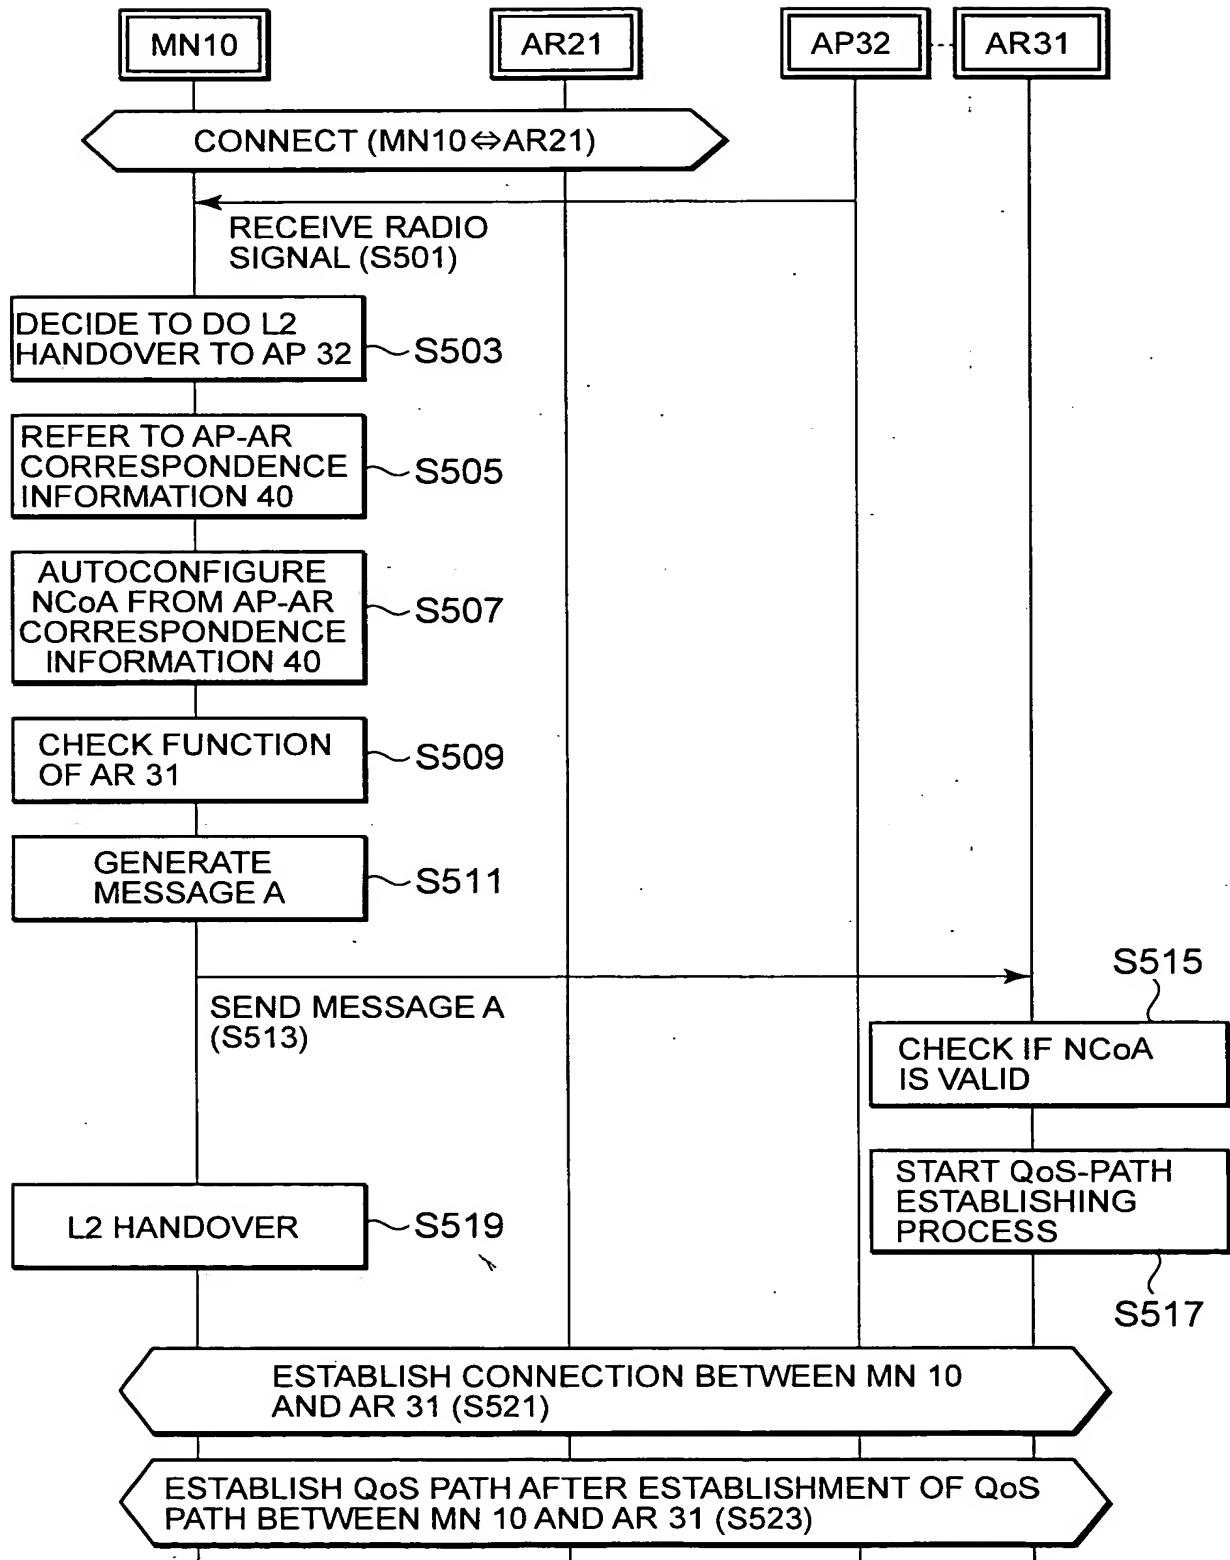 MN10
AR21
AP32
AR31
CONNECT (MN10⇔AR21)
RECEIVE RADIO
SIGNAL (S501)
DECIDE TO DO L2
HANDOVER TO AP 32
S503
REFER TO AP-AR
CORRESPONDENCE
INFORMATION 40
S505
AUTOCONFIGURE
NCoA FROM AP-AR
CORRESPONDENCE
INFORMATION 40
S507
CHECK FUNCTION
OF AR 31
S509
GENERATE
MESSAGE A
S511
SEND MESSAGE A
(S513)
S515
CHECK IF NCoA
IS VALID
START QoS-PATH
ESTABLISHING
PROCESS
S517
L2 HANDOVER
S519
ESTABLISH CONNECTION BETWEEN MN 10
AND AR 31 (S521)
ESTABLISH QoS PATH AFTER ESTABLISHMENT OF QoS
PATH BETWEEN MN 10 AND AR 31 (S523)